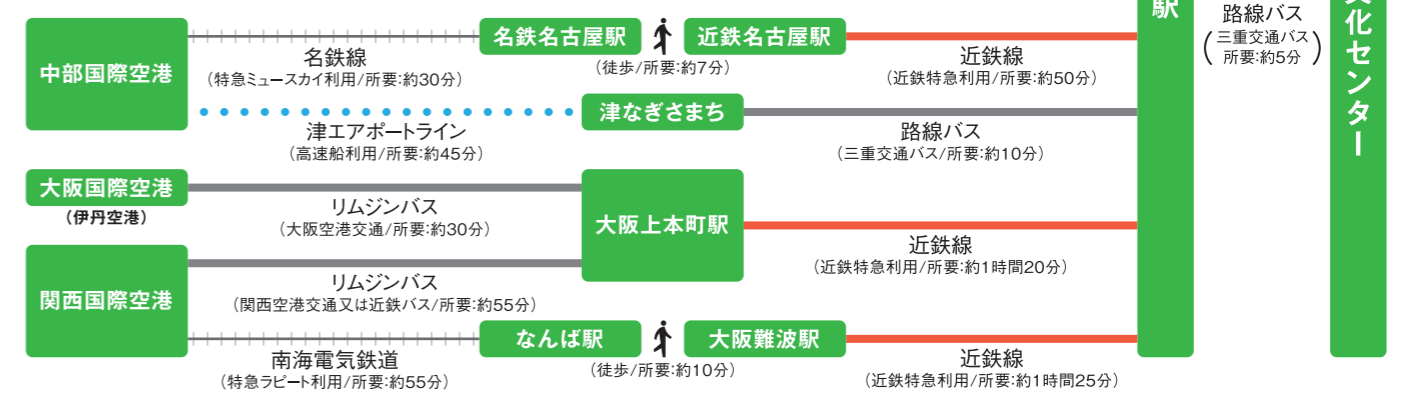 中部国際空港
名鉄線
（特急ミュースカイ利用/所要:約30分）
名鉄名古屋駅
（徒歩/所要:約7分）
近鉄名古屋駅
近鉄線
（近鉄特急利用/所要:約50分）
津エアポートライン
（高速船利用/所要:約45分）
津なぎさまち
路線バス
（三重交通バス/所要:約10分）
大阪国際空港
（伊丹空港）
リムジンバス
（大阪空港交通/所要:約30分）
大阪上本町駅
近鉄線
（近鉄特急利用/所要:約1時間20分）
関西国際空港
リムジンバス
（関西空港交通又は近鉄バス/所要:約55分）
南海電気鉄道
（特急ラピート利用/所要:約55分）
なんば駅
（徒歩/所要:約10分）
大阪難波駅
近鉄線
（近鉄特急利用/所要:約1時間25分）
駅
路線バス
（三重交通バス
所要:約5分）
化センター